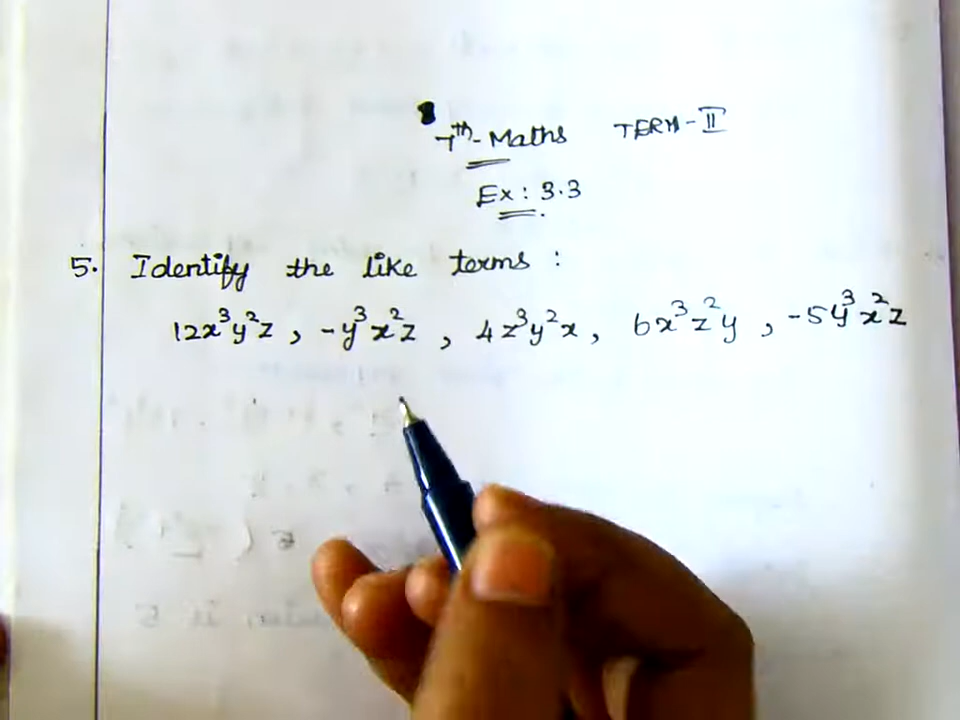 7th- Maths TERM-II
Ex: 3.3
5. Identify the like terms :
12x³y²z, -y³x²z, 4z³y²x, 6x³z²y, -5y³x²z